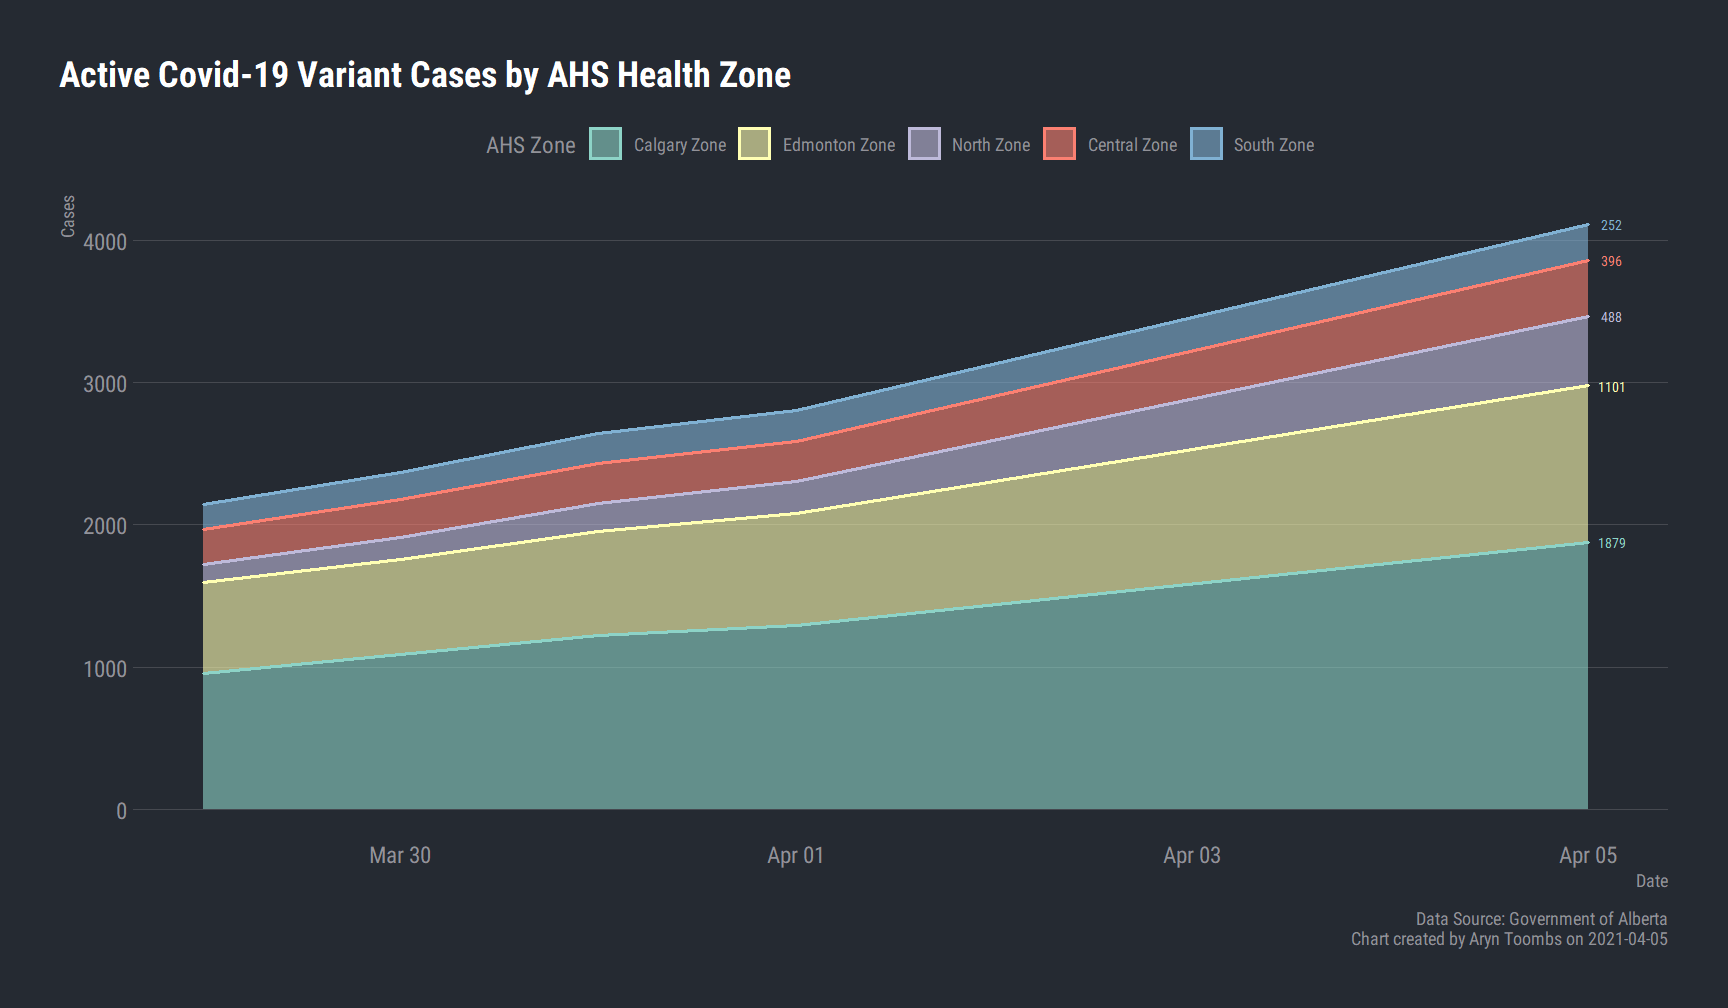 Active Covid-19 Variant Cases by AHS Health Zone
AHS Zone Calgary Zone Edmonton Zone North Zone Central Zone South Zone
Cases
4000
3000
2000
1000
0
252
396
488
1101
1879
Mar 30 Apr 01 Apr 03 Apr 05
Date
Data Source: Government of Alberta
Chart created by Aryn Toombs on 2021-04-05